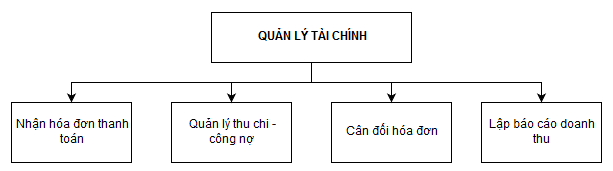 QUẢN LÝ TÀI CHÍNH
Nhận hóa đơn thanh
toán
Quản lý thu chi -
công nợ
Cân đối hóa đơn
Lập báo cáo doanh
thu